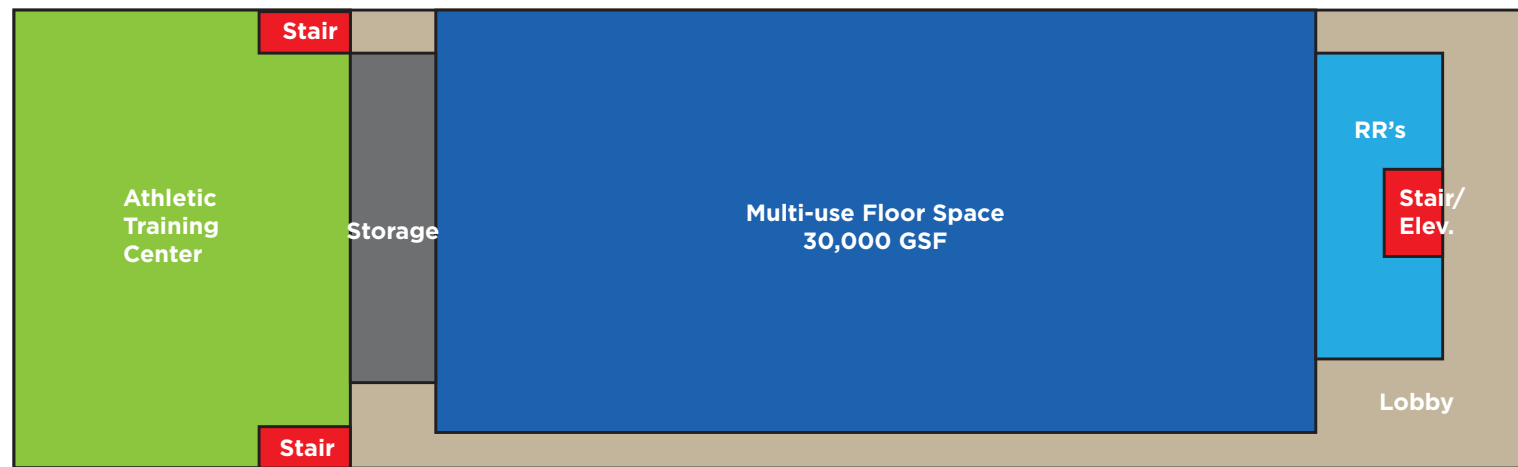 Stair
Athletic
Training
Center
Storage
Multi-use Floor Space
30,000 GSF
RR’s
Stair/
Elev.
Lobby
Stair